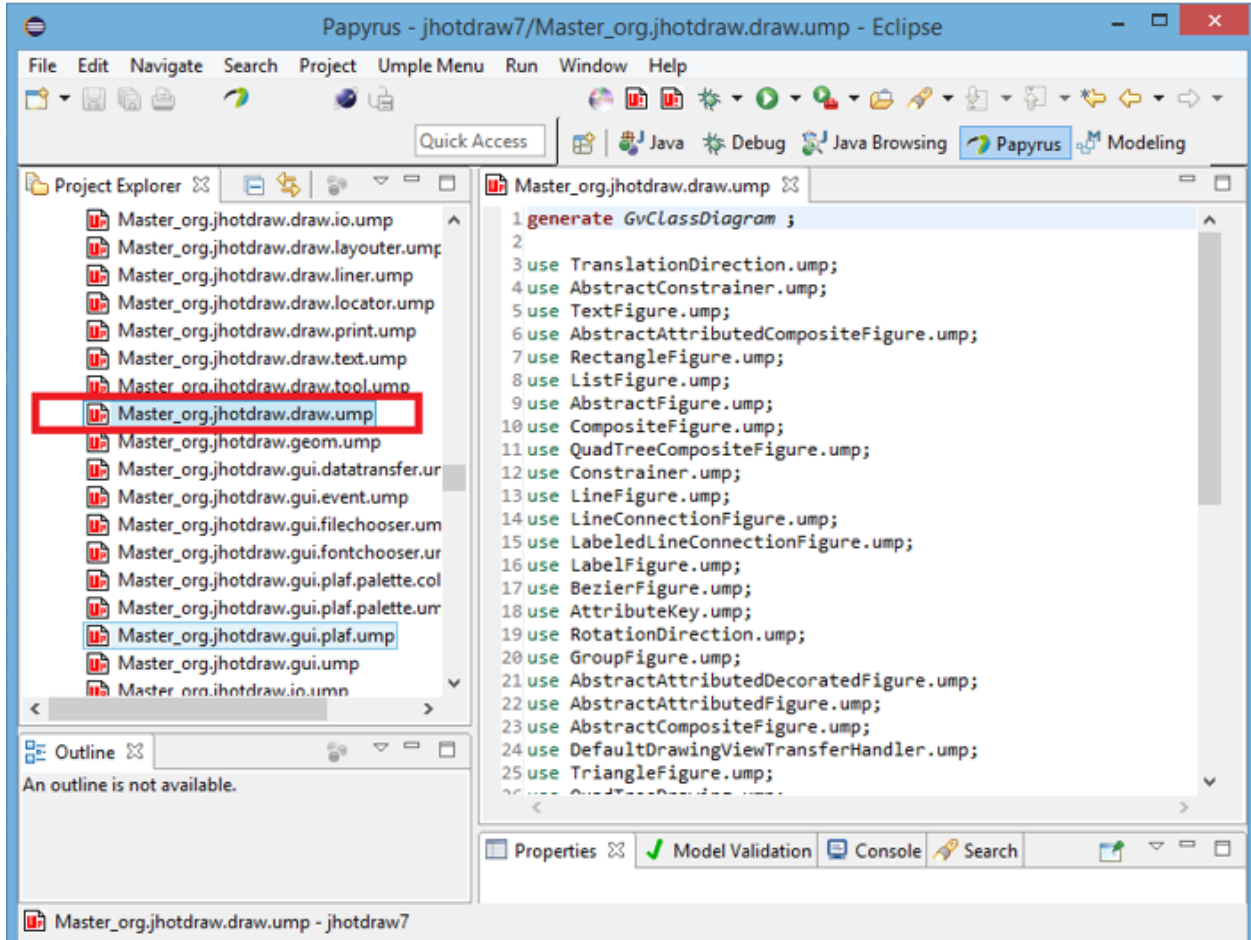 Papyrus - jhotdraw7/Master_org.jhotdraw.draw.ump - Eclipse
File Edit Navigate Search Project Umple Menu Run Window Help
Quick Access Java Debug Java Browsing Papyrus Modeling
Project Explorer
Master_org.jhotdraw.draw.io.ump
Master_org.jhotdraw.draw.layouter.ump
Master_org.jhotdraw.draw.liner.ump
Master_org.jhotdraw.draw.locator.ump
Master_org.jhotdraw.draw.print.ump
Master_org.jhotdraw.draw.text.ump
Master_org.jhotdraw.draw.tool.ump
Master_org.jhotdraw.draw.ump
Master_org.jhotdraw.geom.ump
Master_org.jhotdraw.gui.datatransfer.ur
Master_org.jhotdraw.gui.event.ump
Master_org.jhotdraw.gui.filechooser.um
Master_org.jhotdraw.gui.fontchooser.ur
Master_org.jhotdraw.gui.plaf.palette.col
Master_org.jhotdraw.gui.plaf.palette.um
Master_org.jhotdraw.gui.plaf.ump
Master_org.jhotdraw.gui.ump
Master_org.jhotdraw.io.ump
Outline
An outline is not available.
Master_org.jhotdraw.draw.ump
1 generate GvClassDiagram ;
2
3 use TranslationDirection.ump;
4 use AbstractConstrainer.ump;
5 use TextFigure.ump;
6 use AbstractAttributedCompositeFigure.ump;
7 use RectangleFigure.ump;
8 use ListFigure.ump;
9 use AbstractFigure.ump;
10 use CompositeFigure.ump;
11 use QuadTreeCompositeFigure.ump;
12 use Constrainer.ump;
13 use LineFigure.ump;
14 use LineConnectionFigure.ump;
15 use LabeledLineConnectionFigure.ump;
16 use LabelFigure.ump;
17 use BezierFigure.ump;
18 use AttributeKey.ump;
19 use RotationDirection.ump;
20 use GroupFigure.ump;
21 use AbstractAttributedDecoratedFigure.ump;
22 use AbstractAttributedFigure.ump;
23 use AbstractCompositeFigure.ump;
24 use DefaultDrawingViewTransferHandler.ump;
25 use TriangleFigure.ump;
26 use QuadTreeDrawing.ump;
Properties Model Validation Console Search
Master_org.jhotdraw.draw.ump - jhotdraw7